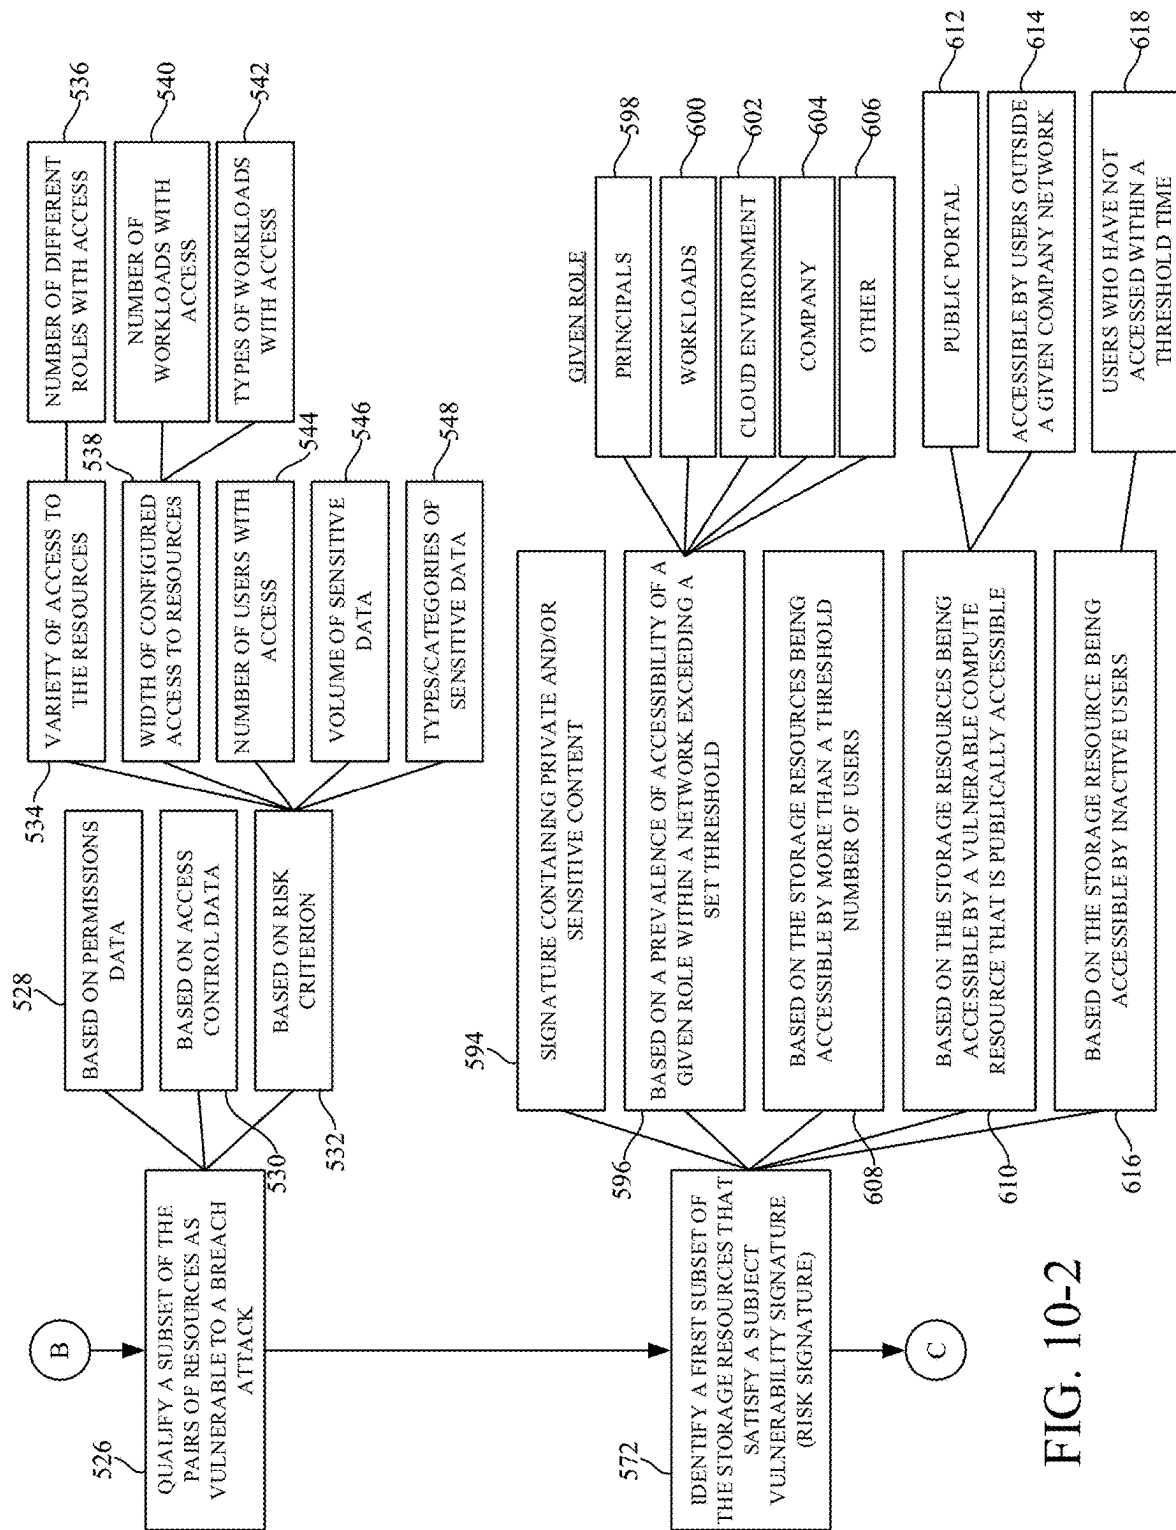 B
526
QUALIFY A SUBSET OF THE
PAIRS OF RESOURCES AS
VULNERABLE TO A BREACH
ATTACK
528
BASED ON PERMISSIONS
DATA
530
BASED ON ACCESS
CONTROL DATA
532
BASED ON RISK
CRITERION
534
VARIETY OF ACCESS TO
THE RESOURCES
536
NUMBER OF DIFFERENT
ROLES WITH ACCESS
538
WIDTH OF CONFIGURED
ACCESS TO RESOURCES
540
NUMBER OF
WORKLOADS WITH
ACCESS
542
TYPES OF WORKLOADS
WITH ACCESS
544
NUMBER OF USERS WITH
ACCESS
546
VOLUME OF SENSITIVE
DATA
548
TYPES/CATEGORIES OF
SENSITIVE DATA
572
IDENTIFY A FIRST SUBSET OF
THE STORAGE RESOURCES THAT
SATISFY A SUBJECT
VULNERABILITY SIGNATURE
(RISK SIGNATURE)
594
SIGNATURE CONTAINING PRIVATE AND/OR
SENSITIVE CONTENT
596
BASED ON A PREVALENCE OF ACCESSIBILITY OF A
GIVEN ROLE WITHIN A NETWORK EXCEEDING A
SET THRESHOLD
GIVEN ROLE
PRINCIPALS
598
WORKLOADS
600
CLOUD ENVIRONMENT
602
COMPANY
604
OTHER
606
608
BASED ON THE STORAGE RESOURCES BEING
ACCESSIBLE BY MORE THAN A THRESHOLD
NUMBER OF USERS
610
BASED ON THE STORAGE RESOURCES BEING
ACCESSIBLE BY A VULNERABLE COMPUTE
RESOURCE THAT IS PUBLICALLY ACCESSIBLE
PUBLIC PORTAL
612
ACCESSIBLE BY USERS OUTSIDE
A GIVEN COMPANY NETWORK
614
616
BASED ON THE STORAGE RESOURCE BEING
ACCESSIBLE BY INACTIVE USERS
USERS WHO HAVE NOT
ACCESSED WITHIN A
THRESHOLD TIME
618
C
FIG. 10-2